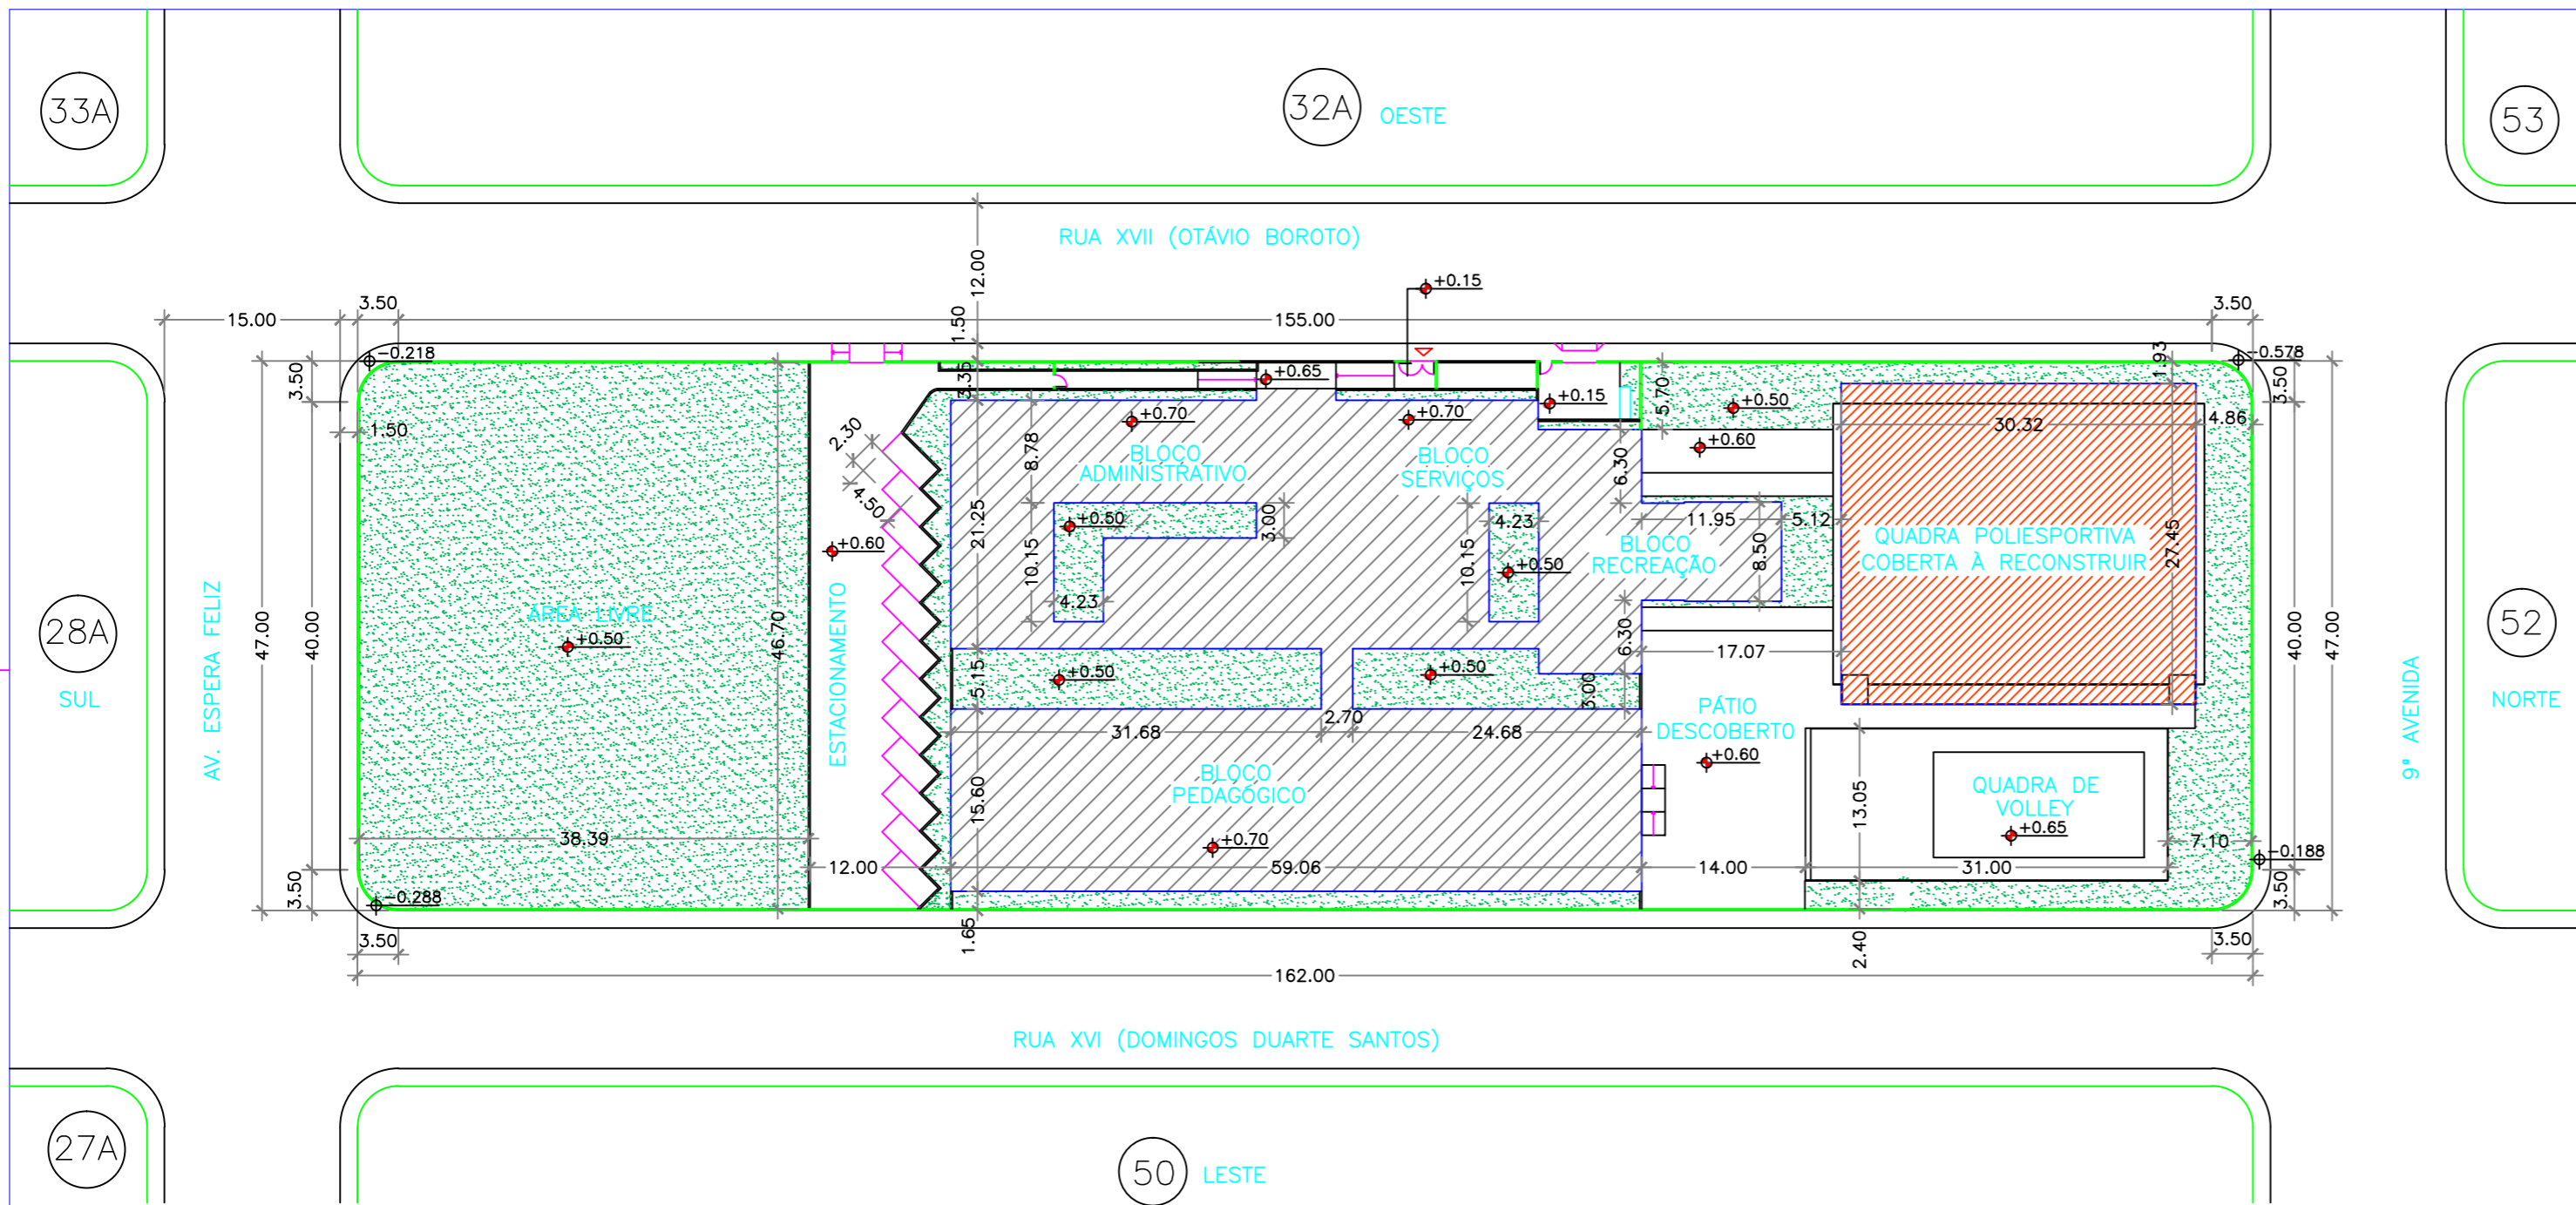 33A
32A
OESTE
53
RUA XVII (OTÁVIO BOROTO)
12.00
+0.15
3.50
15.00
155.00
3.50
1.50
-0.218
-0.578
1.93
3.50
3.35
+0.65
3.50
5.70
+0.15
+0.50
4.86
1.50
+0.70
+0.70
30.32
2.30
+0.60
8.78
BLOCO
ADMINISTRATIVO
BLOCO
SERVIÇOS
6.30
4.50
+0.50
3.00
4.23
11.95
5.12
21.25
10.15
10.15
+0.60
+0.50
BLOCO
RECREAÇÃO
8.50
QUADRA POLIESPORTIVA
COBERTA À RECONSTRUIR
27.45
4.23
ÁREA LIVRE
+0.50
28A
SUL
AV. ESPERA FELIZ
47.00
40.00
46.70
ESTACIONAMENTO
6.30
17.07
40.00
47.00
52
NORTE
9ª AVENIDA
5.15
+0.50
+0.50
3.00
PÁTIO
DESCOBERTO
31.68
2.70
24.68
+0.60
BLOCO
PEDAGÓGICO
15.60
13.05
QUADRA DE
VOLLEY
+0.65
38.39
+0.70
7.10
12.00
59.06
14.00
31.00
-0.188
3.50
-0.288
3.50
3.50
1.65
2.40
3.50
162.00
RUA XVI (DOMINGOS DUARTE SANTOS)
27A
50
LESTE